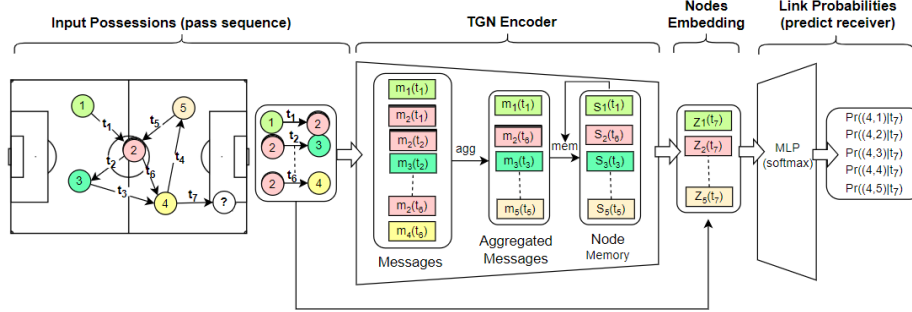 Input Possessions (pass sequence)
TGN Encoder
Nodes
Embedding
Link Probabilities
(predict receiver)
1
5
t₁
t₅
2
t₂
t₆
t₄
3
t₃
4
t₇
?
1
t₁
2
2
t₂
3
2
t₆
4
m₁(t₁)
m₂(t₁)
m₂(t₂)
m₃(t₂)
m₂(t₆)
m₄(t₆)
Messages
agg
m₁(t₁)
m₂(t₆)
m₃(t₃)
m₅(t₅)
Aggregated
Messages
mem
S₁(t₁)
S₂(t₆)
S₃(t₃)
S₅(t₅)
Node
Memory
Z₁(t₇)
Z₂(t₇)
Z₅(t₇)
MLP
(softmax)
Pr((4,1)|t₇)
Pr((4,2)|t₇)
Pr((4,3)|t₇)
Pr((4,4)|t₇)
Pr((4,5)|t₇)